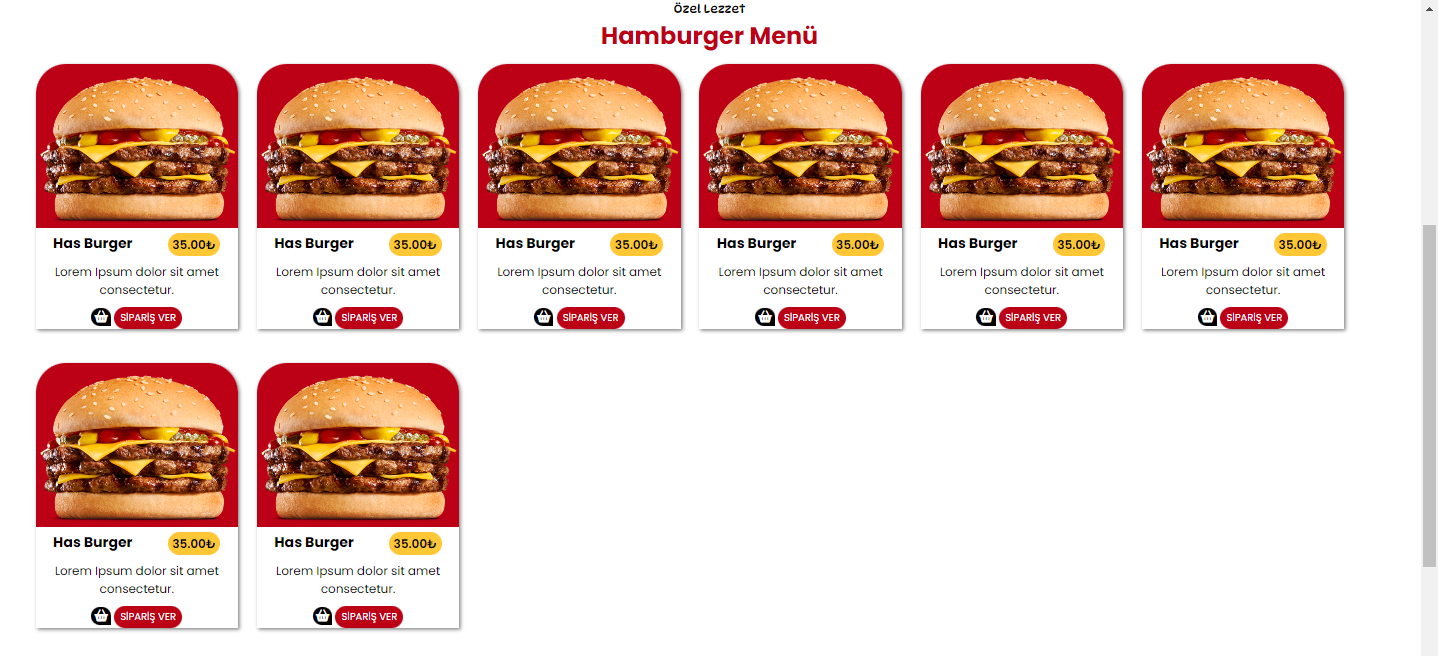 Özel Lezzet
Hamburger Menü
Has Burger 35.00₺
Lorem Ipsum dolor sit amet
consectetur.
SİPARİŞ VER
Has Burger 35.00₺
Lorem Ipsum dolor sit amet
consectetur.
SİPARİŞ VER
Has Burger 35.00₺
Lorem Ipsum dolor sit amet
consectetur.
SİPARİŞ VER
Has Burger 35.00₺
Lorem Ipsum dolor sit amet
consectetur.
SİPARİŞ VER
Has Burger 35.00₺
Lorem Ipsum dolor sit amet
consectetur.
SİPARİŞ VER
Has Burger 35.00₺
Lorem Ipsum dolor sit amet
consectetur.
SİPARİŞ VER
Has Burger 35.00₺
Lorem Ipsum dolor sit amet
consectetur.
SİPARİŞ VER
Has Burger 35.00₺
Lorem Ipsum dolor sit amet
consectetur.
SİPARİŞ VER